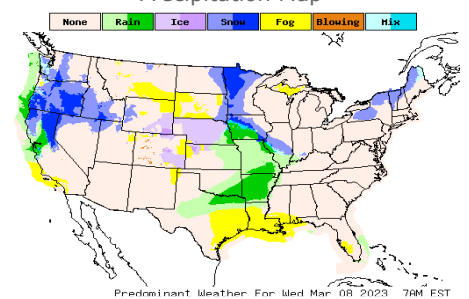 Precipitation Map
None Rain Ice Snow Fog Blowing Mix
Predominant Weather For Wed Mar 08 2023 7AM EST